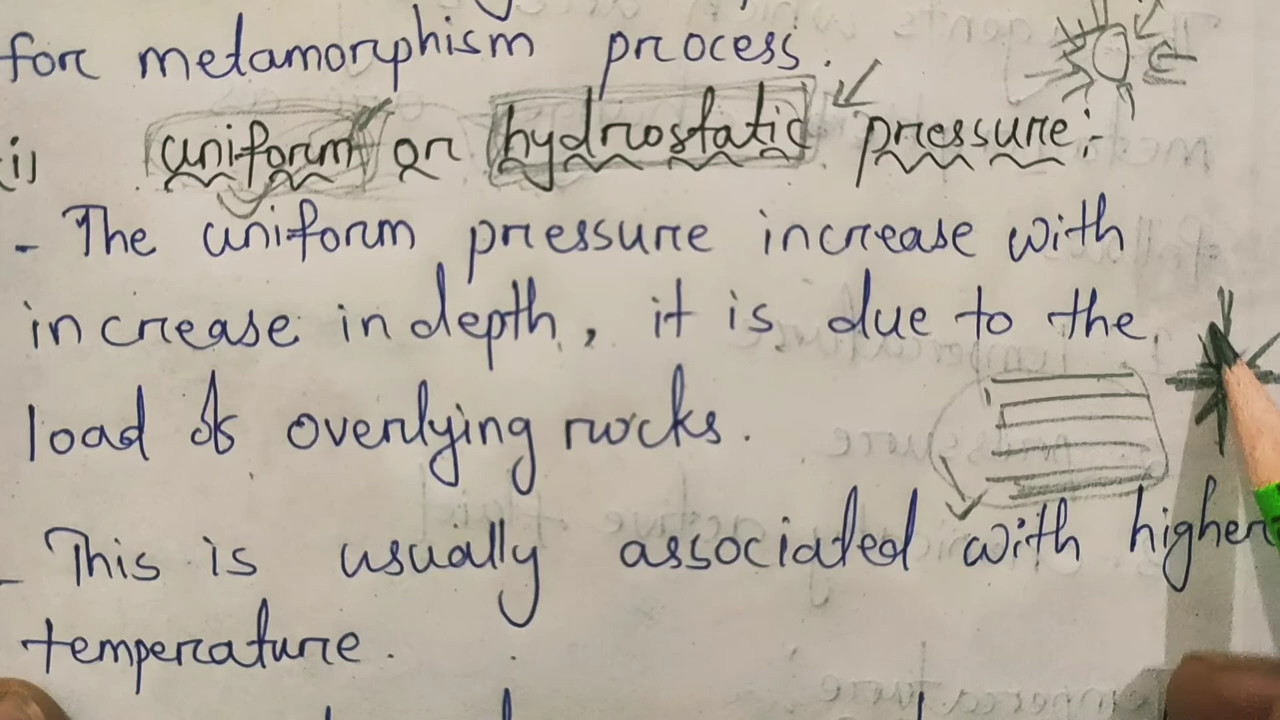 for metamorphism process.
(i) uniform or hydrostatic pressure:-
- The uniform pressure increase with
increase in depth, it is due to the
load of overlying rocks.
- This is usually associated with higher
temperature.